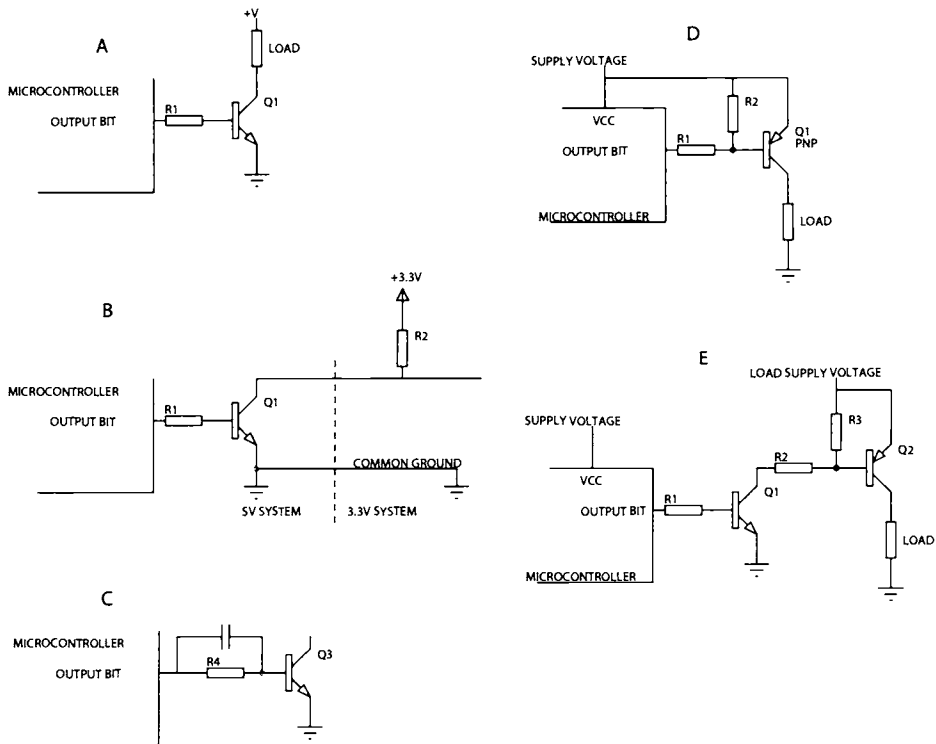 A
+V
LOAD
MICROCONTROLLER
R1
Q1
OUTPUT BIT
B
+3.3V
R2
MICROCONTROLLER
R1
Q1
OUTPUT BIT
COMMON GROUND
5V SYSTEM
3.3V SYSTEM
C
MICROCONTROLLER
R4
Q3
OUTPUT BIT
D
SUPPLY VOLTAGE
R2
VCC
R1
Q1
PNP
OUTPUT BIT
MICROCONTROLLER
LOAD
E
LOAD SUPPLY VOLTAGE
SUPPLY VOLTAGE
R3
R2
Q2
VCC
R1
Q1
OUTPUT BIT
LOAD
MICROCONTROLLER